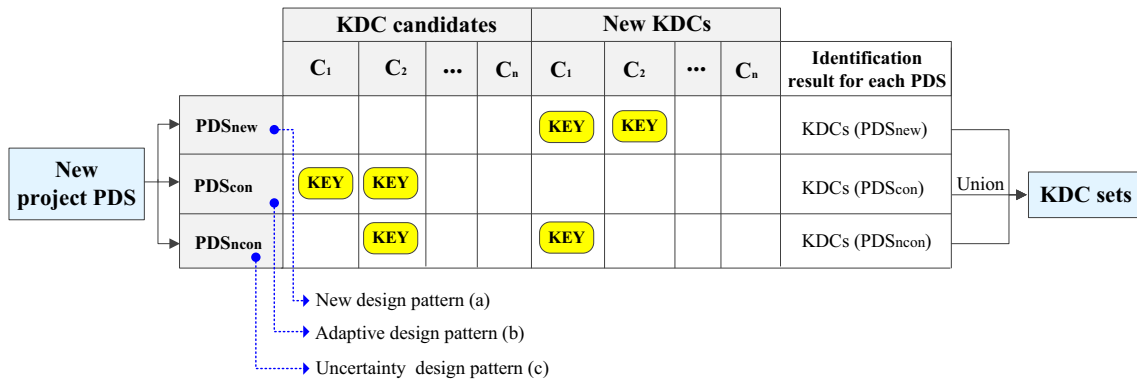 KDC candidates New KDCs
C1 C2 ... Cn C1 C2 ... Cn Identification
result for each PDS
PDSnew KEY KEY KDCs (PDSnew)
New
project PDS
PDScon KEY KEY KDCs (PDScon) Union KDC sets
PDSncon KEY KEY KDCs (PDSncon)
New design pattern (a)
Adaptive design pattern (b)
Uncertainty design pattern (c)